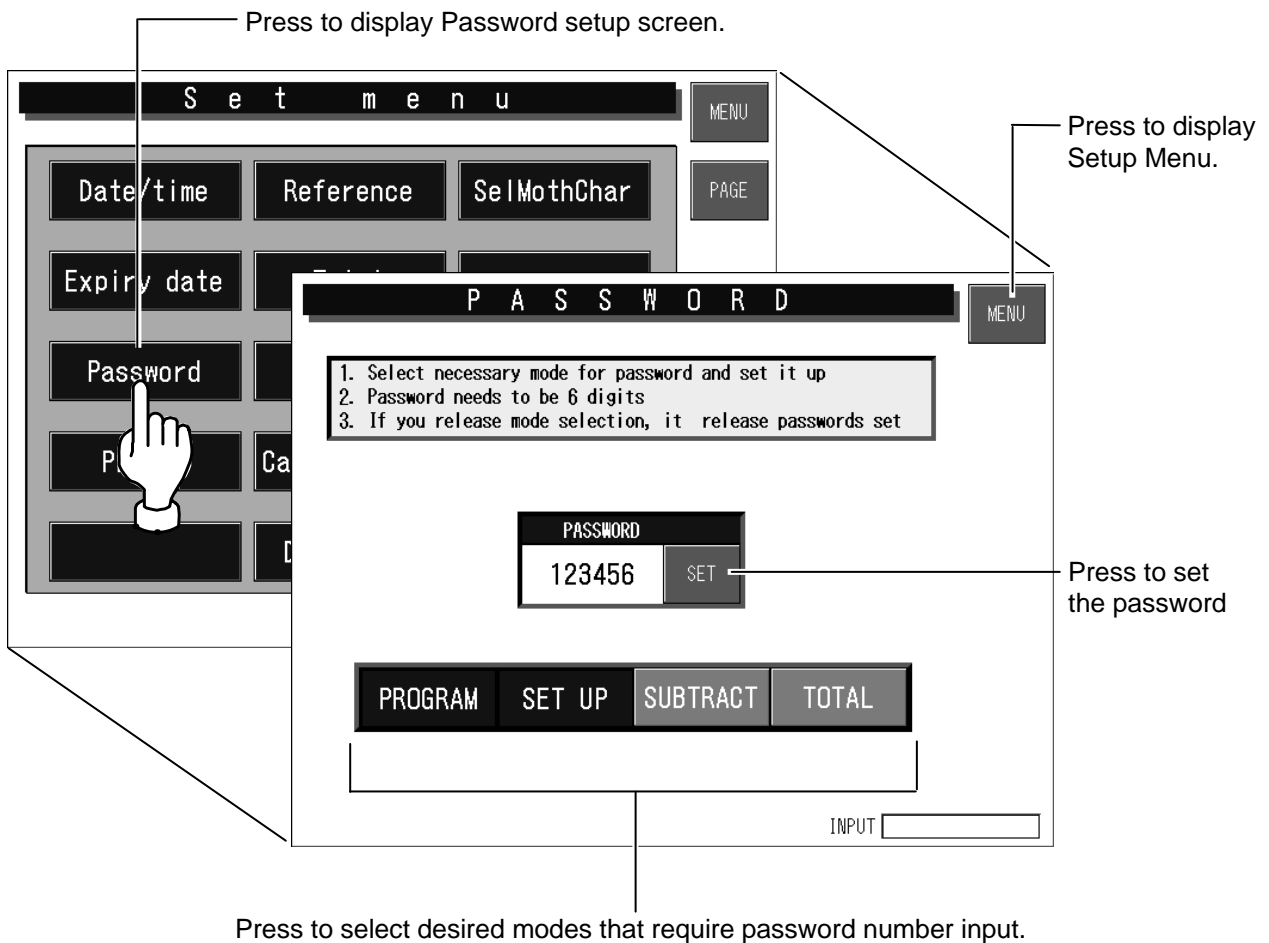 Press to display Password setup screen.
Set menu
MENU
Press to display
Setup Menu.
Date/time Reference SelMothChar PAGE
Expiry date
PASSWORD
MENU
Password
1. Select necessary mode for password and set it up
2. Password needs to be 6 digits
3. If you release mode selection, it release passwords set
PASSWORD
123456 SET
Press to set
the password
PROGRAM SET UP SUBTRACT TOTAL
INPUT
Press to select desired modes that require password number input.